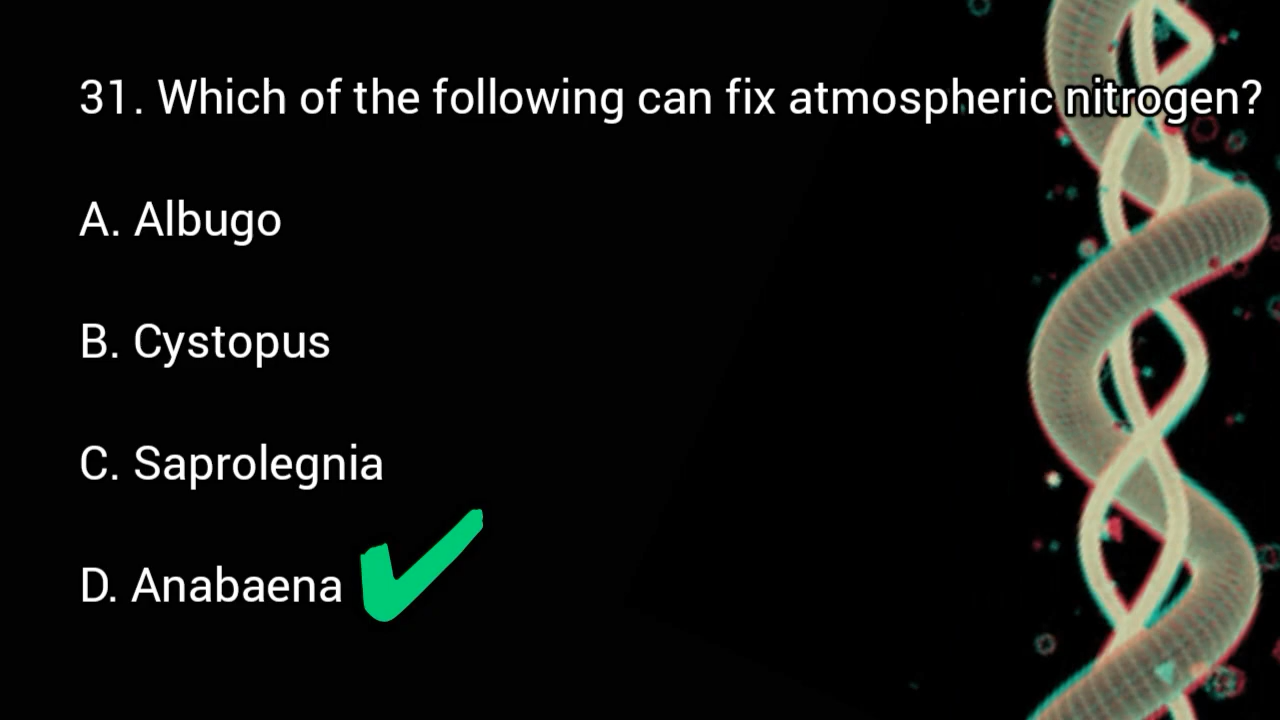 31. Which of the following can fix atmospheric nitrogen?
A. Albugo
B. Cystopus
C. Saprolegnia
D. Anabaena